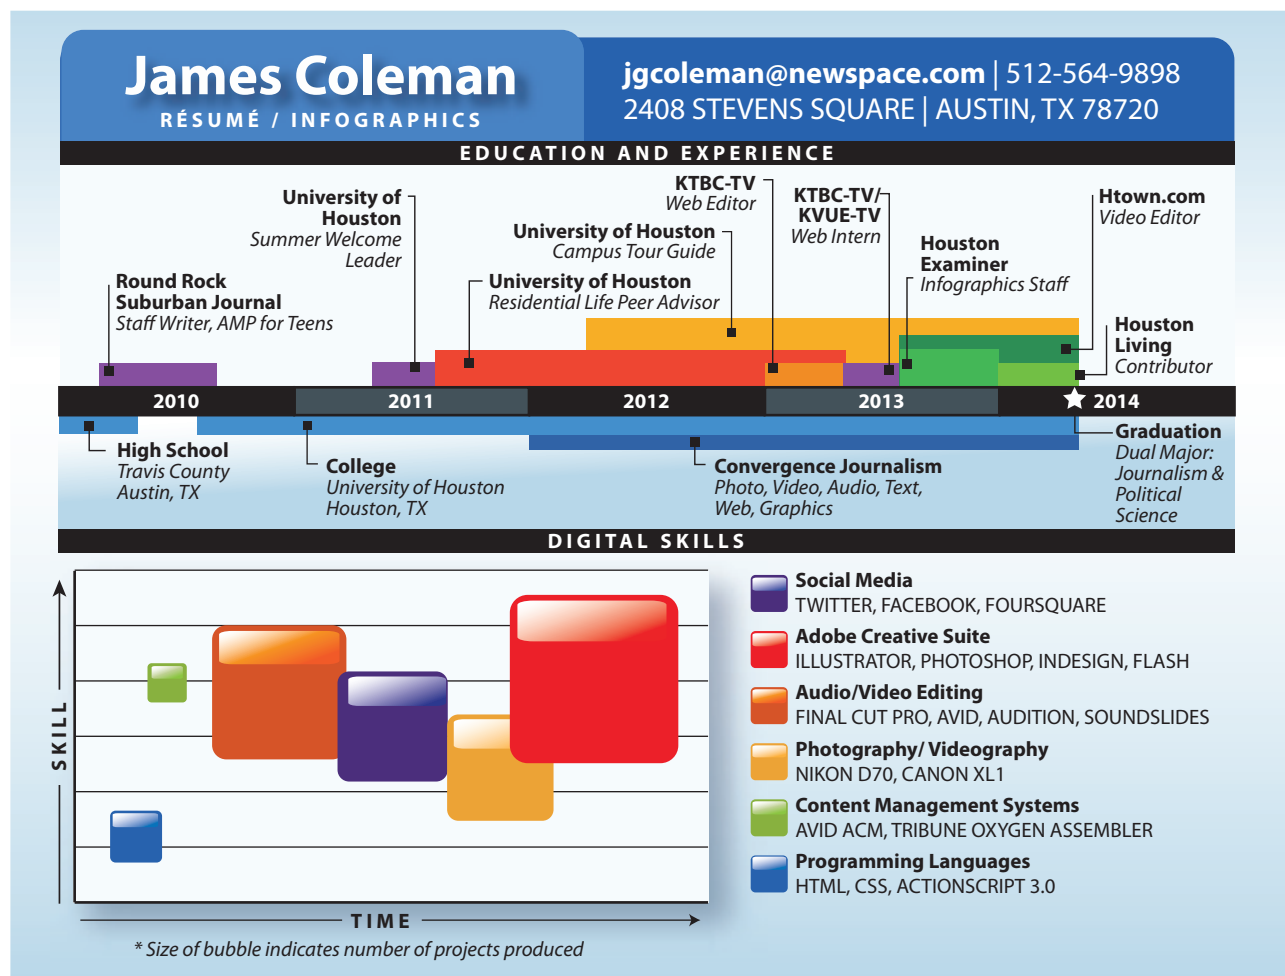 James Coleman
RÉSUMÉ / INFOGRAPHICS
jgcoleman@newspace.com | 512-564-9898
2408 STEVENS SQUARE | AUSTIN, TX 78720
EDUCATION AND EXPERIENCE
Round Rock
Suburban Journal
Staff Writer, AMP for Teens
University of
Houston
Summer Welcome
Leader
University of Houston
Residential Life Peer Advisor
University of Houston
Campus Tour Guide
KTBC-TV
Web Editor
KTBC-TV/
KVUE-TV
Web Intern
Houston
Examiner
Infographics Staff
Htown.com
Video Editor
Houston
Living
Contributor
2010
2011
2012
2013
2014
High School
Travis County
Austin, TX
College
University of Houston
Houston, TX
Convergence Journalism
Photo, Video, Audio, Text,
Web, Graphics
Graduation
Dual Major:
Journalism &
Political
Science
DIGITAL SKILLS
SKILL
TIME
* Size of bubble indicates number of projects produced
Social Media
TWITTER, FACEBOOK, FOURSQUARE
Adobe Creative Suite
ILLUSTRATOR, PHOTOSHOP, INDESIGN, FLASH
Audio/Video Editing
FINAL CUT PRO, AVID, AUDITION, SOUNDSLIDES
Photography/ Videography
NIKON D70, CANON XL1
Content Management Systems
AVID ACM, TRIBUNE OXYGEN ASSEMBLER
Programming Languages
HTML, CSS, ACTIONSCRIPT 3.0